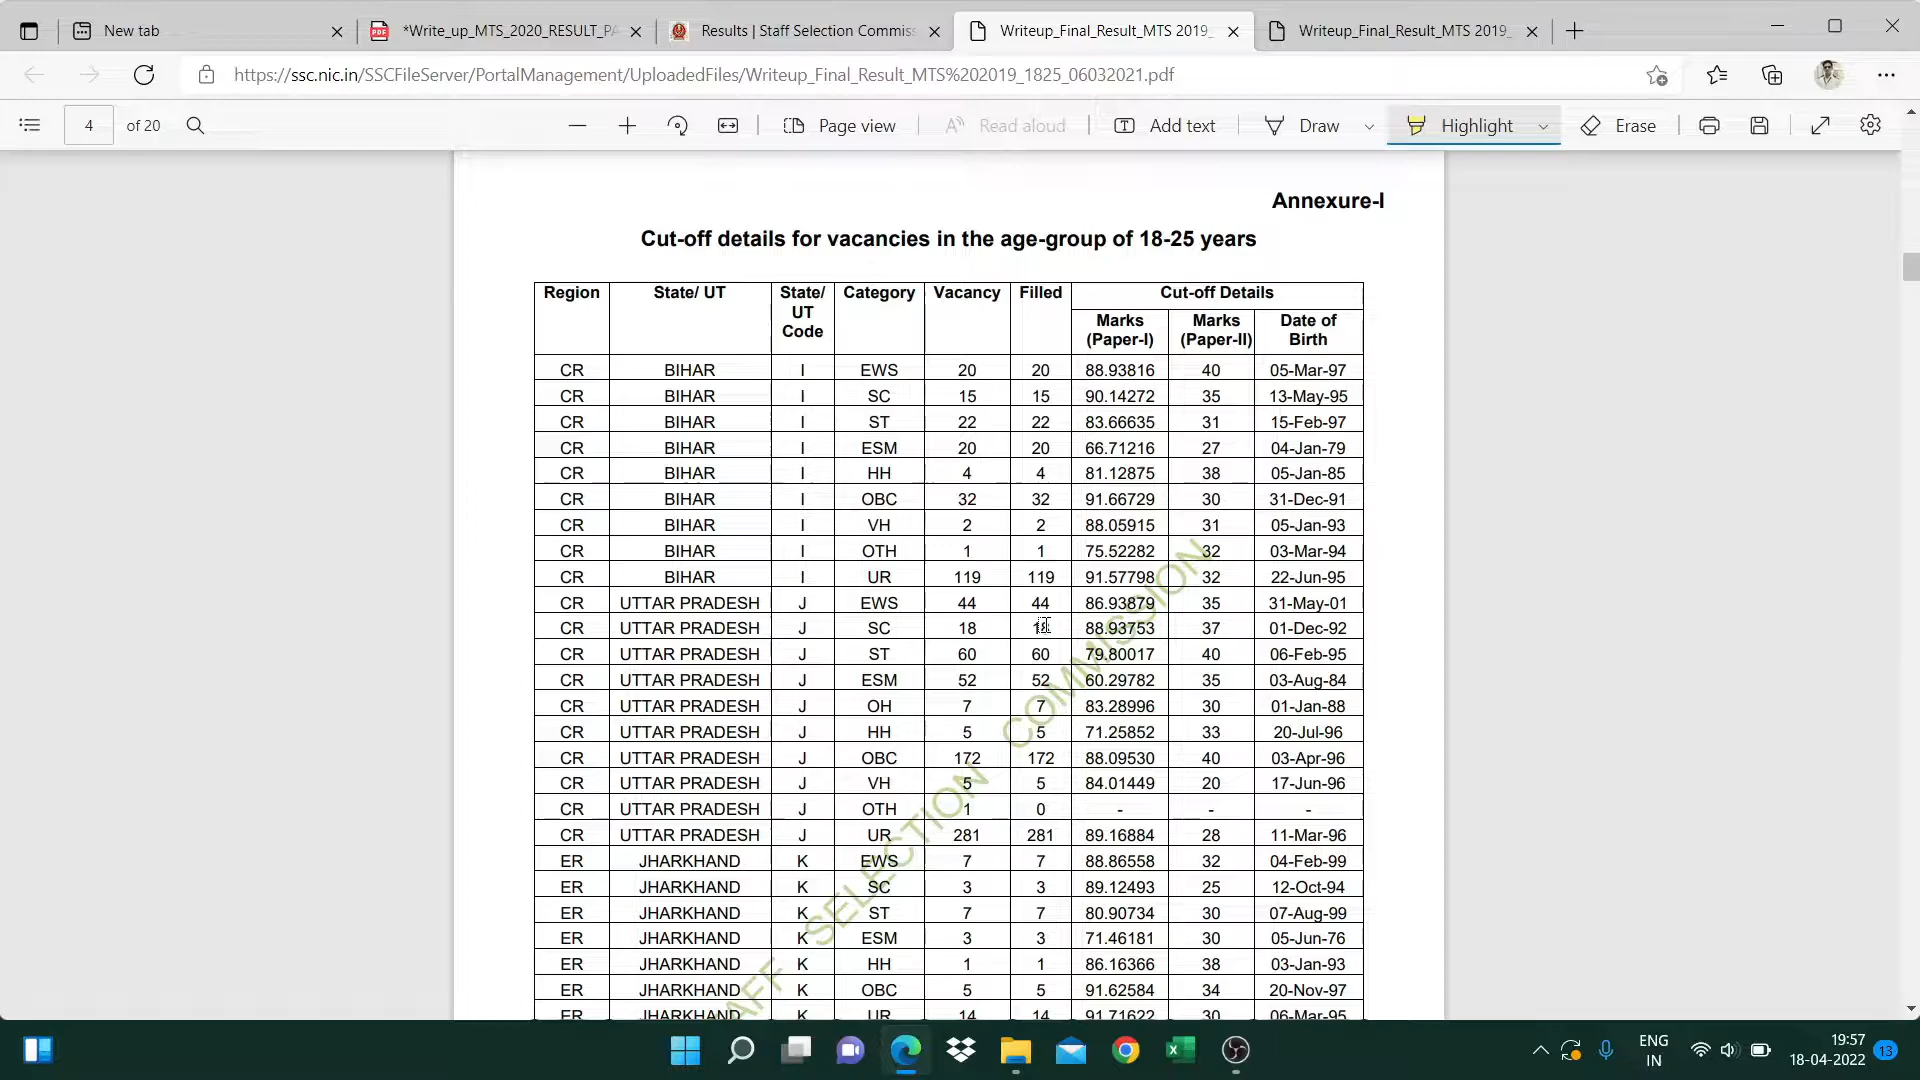 New tab
*Write_up_MTS_2020_RESULT_PA
Results | Staff Selection Commiss
Writeup_Final_Result_MTS 2019_
Writeup_Final_Result_MTS 2019_
https://ssc.nic.in/SSCFileServer/PortalManagement/UploadedFiles/Writeup_Final_Result_MTS%202019_1825_06032021.pdf
4 of 20 Page view Read aloud Add text Draw Highlight Erase
Annexure-I
Cut-off details for vacancies in the age-group of 18-25 years
Region State/ UT State/ UT Code Category Vacancy Filled Cut-off Details
Marks (Paper-I) Marks (Paper-II) Date of Birth
CR BIHAR I EWS 20 20 88.93816 40 05-Mar-97
CR BIHAR I SC 15 15 90.14272 35 13-May-95
CR BIHAR I ST 22 22 83.66635 31 15-Feb-97
CR BIHAR I ESM 20 20 66.71216 27 04-Jan-79
CR BIHAR I HH 4 4 81.12875 38 05-Jan-85
CR BIHAR I OBC 32 32 91.66729 30 31-Dec-91
CR BIHAR I VH 2 2 88.05915 31 05-Jan-93
CR BIHAR I OTH 1 1 75.52282 32 03-Mar-94
CR BIHAR I UR 119 119 91.57798 32 22-Jun-95
CR UTTAR PRADESH J EWS 44 44 86.93879 35 31-May-01
CR UTTAR PRADESH J SC 18 18 88.93753 37 01-Dec-92
CR UTTAR PRADESH J ST 60 60 79.80017 40 06-Feb-95
CR UTTAR PRADESH J ESM 52 52 60.29782 35 03-Aug-84
CR UTTAR PRADESH J OH 7 7 83.28996 30 01-Jan-88
CR UTTAR PRADESH J HH 5 5 71.25852 33 20-Jul-96
CR UTTAR PRADESH J OBC 172 172 88.09530 40 03-Apr-96
CR UTTAR PRADESH J VH 5 5 84.01449 20 17-Jun-96
CR UTTAR PRADESH J OTH 1 0 - - -
CR UTTAR PRADESH J UR 281 281 89.16884 28 11-Mar-96
ER JHARKHAND K EWS 7 7 88.86558 32 04-Feb-99
ER JHARKHAND K SC 3 3 89.12493 25 12-Oct-94
ER JHARKHAND K ST 7 7 80.90734 30 07-Aug-99
ER JHARKHAND K ESM 3 3 71.46181 30 05-Jun-76
ER JHARKHAND K HH 1 1 86.16366 38 03-Jan-93
ER JHARKHAND K OBC 5 5 91.62584 34 20-Nov-97
ER JHARKHAND K UR 14 14 91.71622 30 06-Mar-95
AFF SELECTION COMMISSION
ENG
IN
19:57
18-04-2022
13